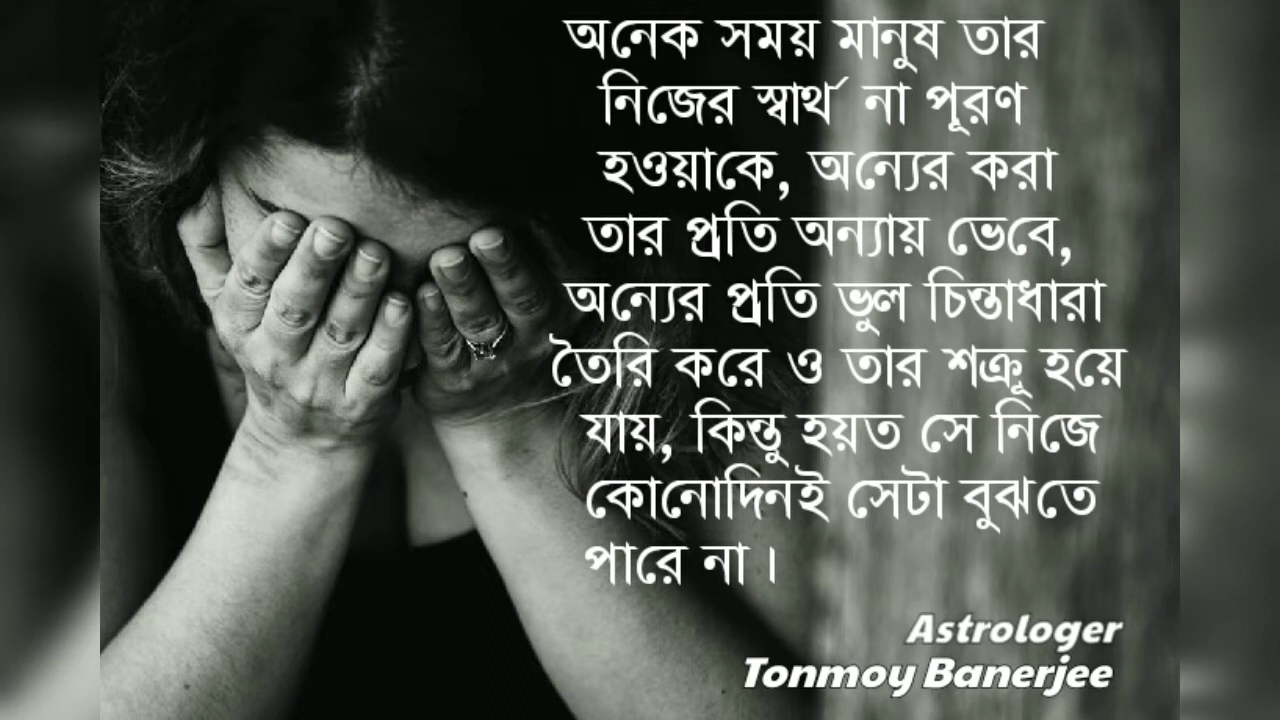 অনেক সময় মানুষ তার
নিজের স্বার্থ না পূরণ
হওয়াকে, অন্যের করা
তার প্রতি অন্যায় ভেবে,
অন্যের প্রতি ভুল চিন্তাধারা
তৈরি করে ও তার শত্রূ হয়ে
যায়, কিন্তু হয়ত সে নিজে
কোনোদিনই সেটা বুঝতে
পারে না।
Astrologer
Tonmoy Banerjee